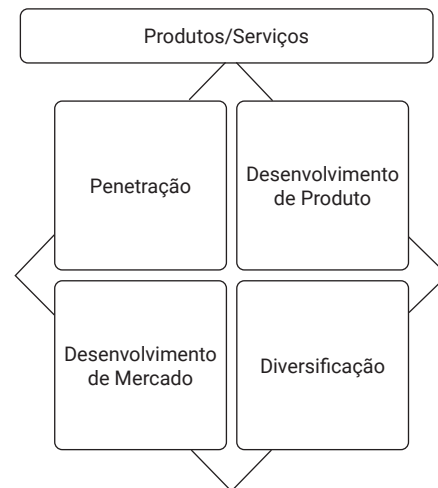 Produtos/Serviços
Penetração
Desenvolvimento
de Produto
Desenvolvimento
de Mercado
Diversificação